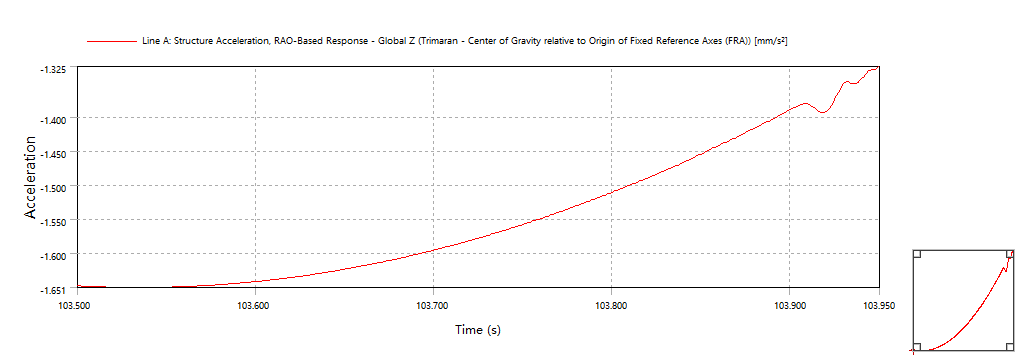 Line A: Structure Acceleration, RAO-Based Response - Global Z (Trimaran - Center of Gravity relative to Origin of Fixed Reference Axes (FRA)) [mm/s²]
-1.325
-1.400
-1.450
-1.500
-1.550
-1.600
-1.651
Acceleration
103.500 103.600 103.700 103.800 103.900 103.950
Time (s)